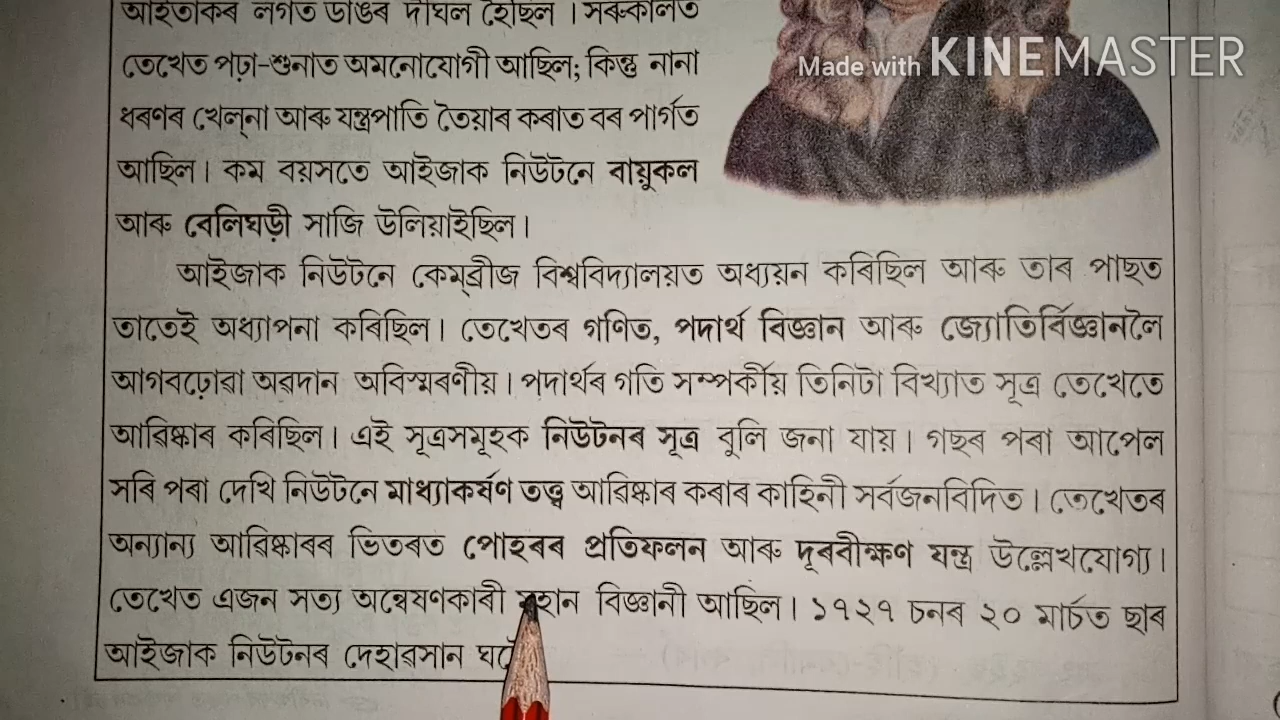 আইতাকৰ লগত ডাঙৰ দীঘল হৈছিল । সৰুকালত
তেখেত পঢ়া-শুনাত অমনোযোগী আছিল; কিন্তু নানা
Made with KINEMASTER
ধৰণৰ খেল্‌না আৰু যন্ত্ৰপাতি তৈয়াৰ কৰাত বৰ পাৰ্গত
আছিল। কম বয়সতে আইজাক নিউটনে বায়ুকল
আৰু বেলিঘড়ী সাজি উলিয়াইছিল।
আইজাক নিউটনে কেম্‌ব্ৰীজ বিশ্ববিদ্যালয়ত অধ্যয়ন কৰিছিল আৰু তাৰ পাছত
তাতেই অধ্যাপনা কৰিছিল। তেখেতৰ গণিত, পদাৰ্থ বিজ্ঞান আৰু জ্যোতিৰ্বিজ্ঞানলৈ
আগবঢ়োৱা অৱদান অবিস্মৰণীয়। পদাৰ্থৰ গতি সম্পৰ্কীয় তিনিটা বিখ্যাত সূত্ৰ তেখেতে
আৱিষ্কাৰ কৰিছিল। এই সূত্ৰসমূহক নিউটনৰ সূত্ৰ বুলি জনা যায়। গছৰ পৰা আপেল
সৰি পৰা দেখি নিউটনে মাধ্যাকৰ্ষণ তত্ত্ব আৱিষ্কাৰ কৰাৰ কাহিনী সৰ্বজনবিদিত। তেখেতৰ
অন্যান্য আৱিষ্কাৰৰ ভিতৰত পোহৰৰ প্ৰতিফলন আৰু দূৰবীক্ষণ যন্ত্ৰ উল্লেখযোগ্য।
তেখেত এজন সত্য অন্বেষণকাৰী মহান বিজ্ঞানী আছিল। ১৭২৭ চনৰ ২০ মাৰ্চত ছাৰ
আইজাক নিউটনৰ দেহাৱসান